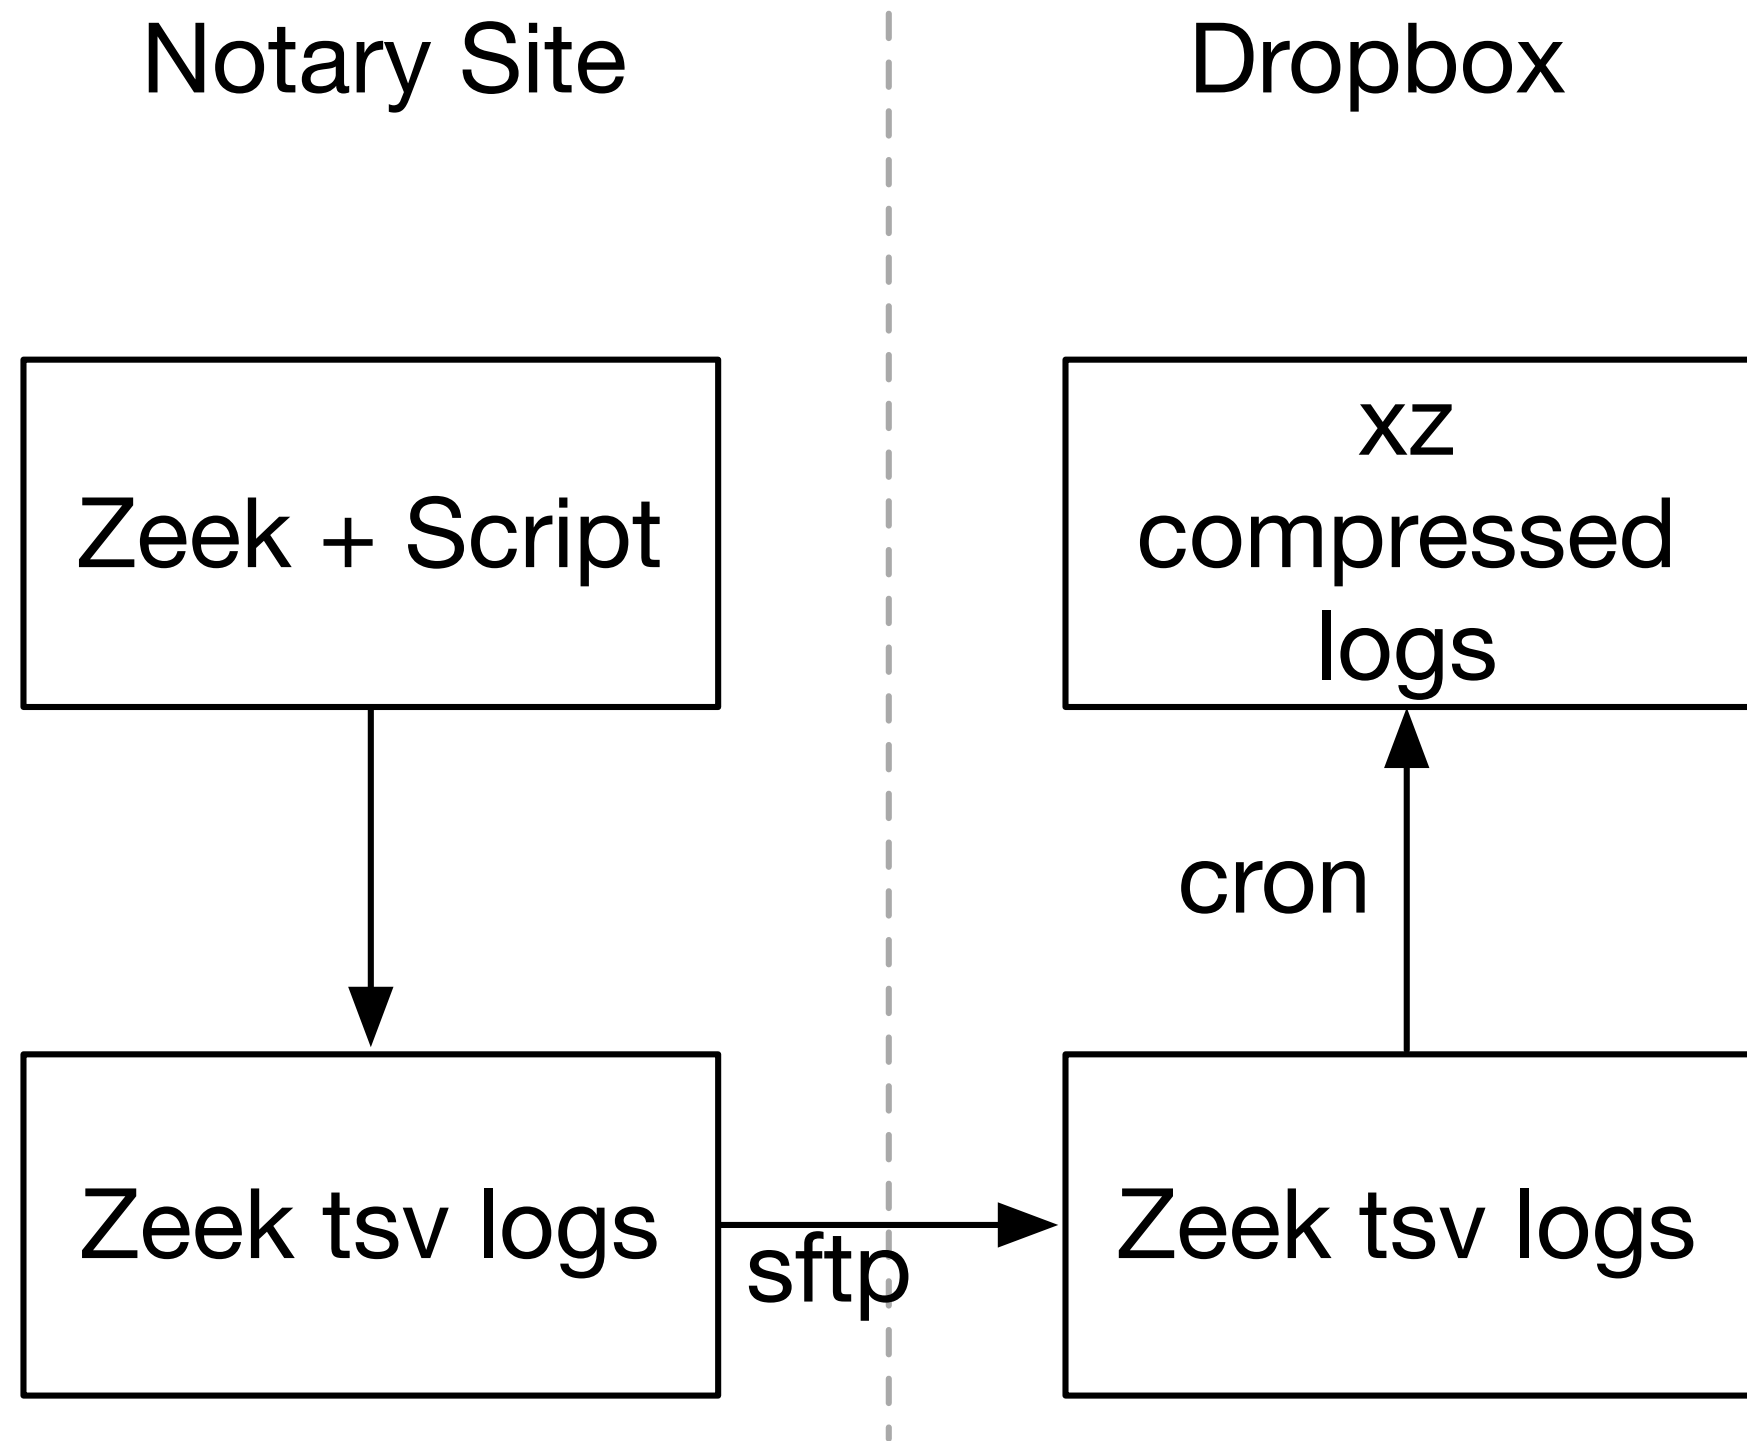 Notary Site
Dropbox
Zeek + Script
xz
compressed
logs
cron
Zeek tsv logs
sftp
Zeek tsv logs